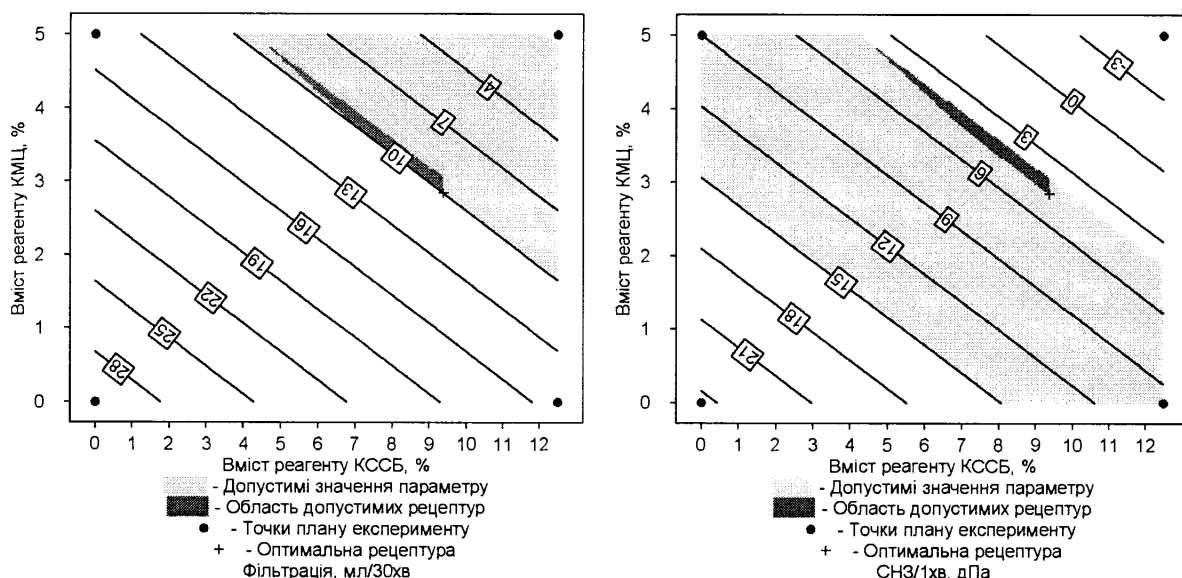 5
4
3
2
1
0
Вміст реагенту КМЦ, %
4
7
10
13
16
19
22
25
28
0 1 2 3 4 5 6 7 8 9 10 11 12
Вміст реагенту КССБ, %
- Допустимі значення параметру
- Область допустимих рецептур
- Точки плану експерименту
+ - Оптимальна рецептура
Фільтрація, мл/30хв
5
4
3
2
1
0
Вміст реагенту КМЦ, %
-3
0
3
6
9
12
15
18
21
0 1 2 3 4 5 6 7 8 9 10 11 12
Вміст реагенту КССБ, %
- Допустимі значення параметру
- Область допустимих рецептур
- Точки плану експерименту
+ - Оптимальна рецептура
СНЗ/1хв, дПа